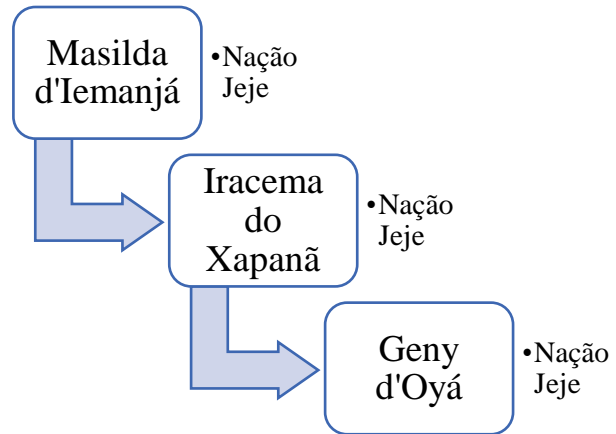 Masilda
d'Iemanjá
•Nação
Jeje
Iracema
do
Xapanã
•Nação
Jeje
Geny
d'Oyá
•Nação
Jeje